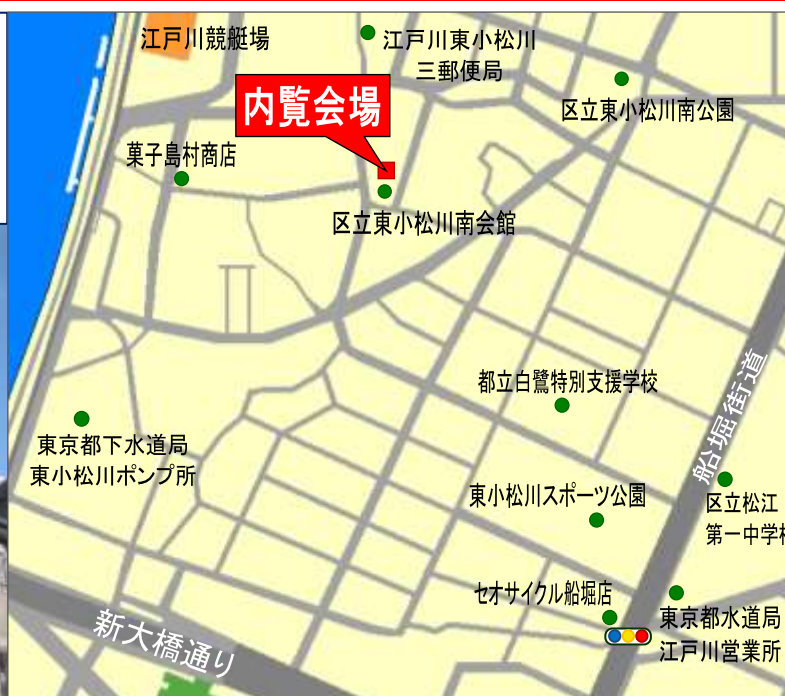 江戸川競艇場
江戸川東小松川
三郵便局
区立東小松川南公園
内覧会場
菓子島村商店
区立東小松川南会館
都立白鷺特別支援学校
船堀街道
東京都下水道局
東小松川ポンプ所
東小松川スポーツ公園
区立松江
第一中学校
セオサイクル船堀店
東京都水道局
江戸川営業所
新大橋通り